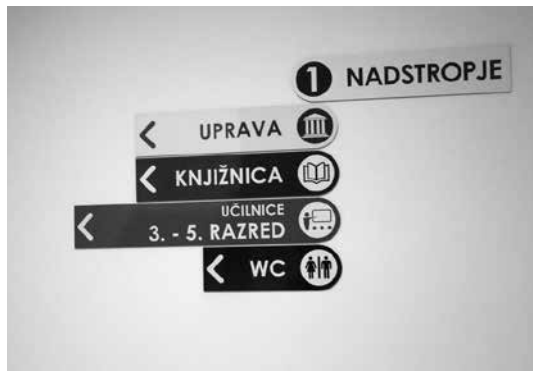 1 NADSTROPJE
UPRAVA
KNJIŽNICA
UČILNICE
3. - 5. RAZRED
WC